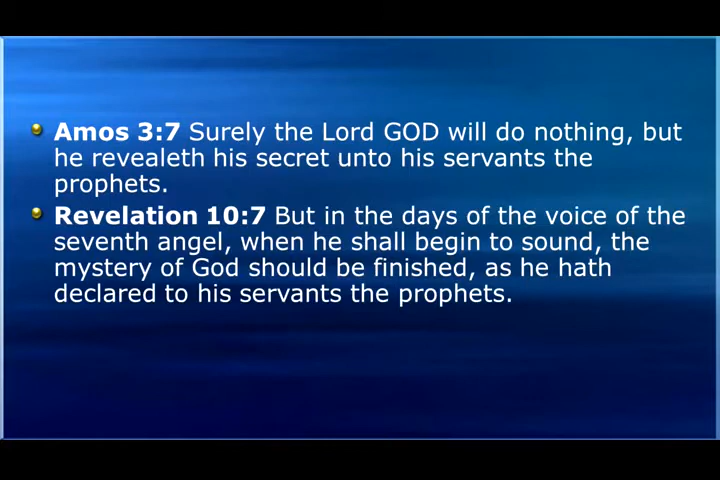 Amos 3:7 Surely the Lord GOD will do nothing, but
he revealeth his secret unto his servants the
prophets.
Revelation 10:7 But in the days of the voice of the
seventh angel, when he shall begin to sound, the
mystery of God should be finished, as he hath
declared to his servants the prophets.